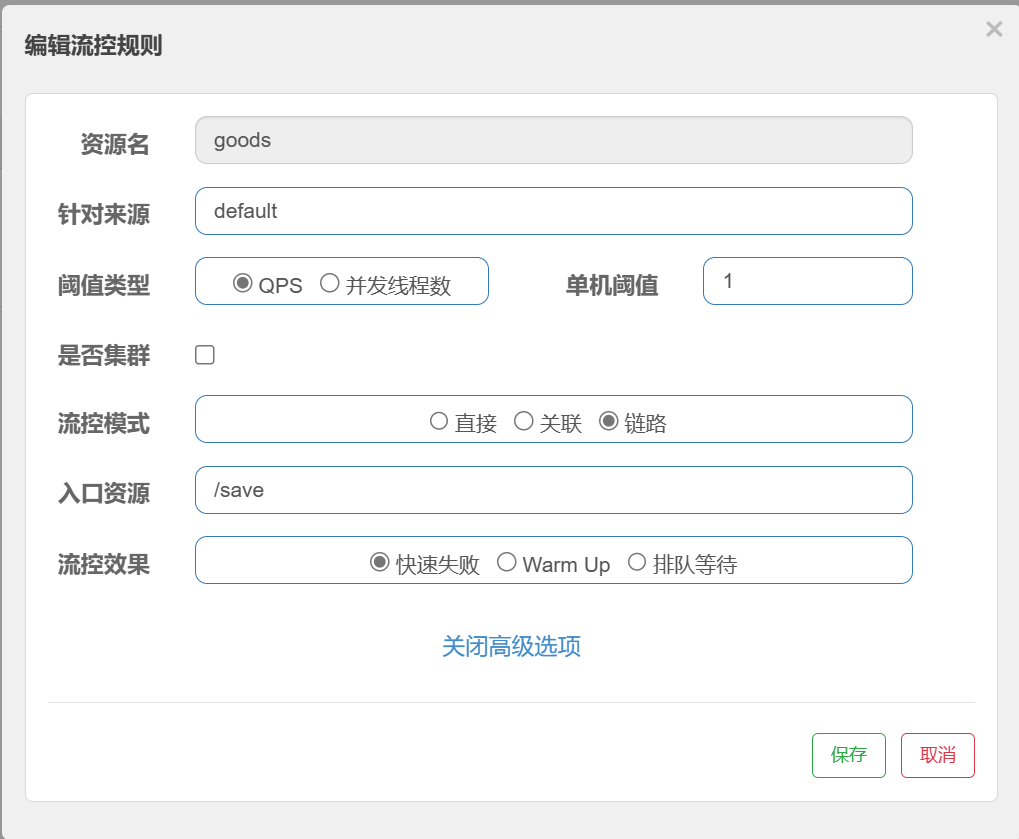 编辑流控规则
×
资源名 goods
针对来源 default
阈值类型 QPS 并发线程数 单机阈值 1
是否集群
流控模式 直接 关联 链路
入口资源 /save
流控效果 快速失败 Warm Up 排队等待
关闭高级选项
保存 取消